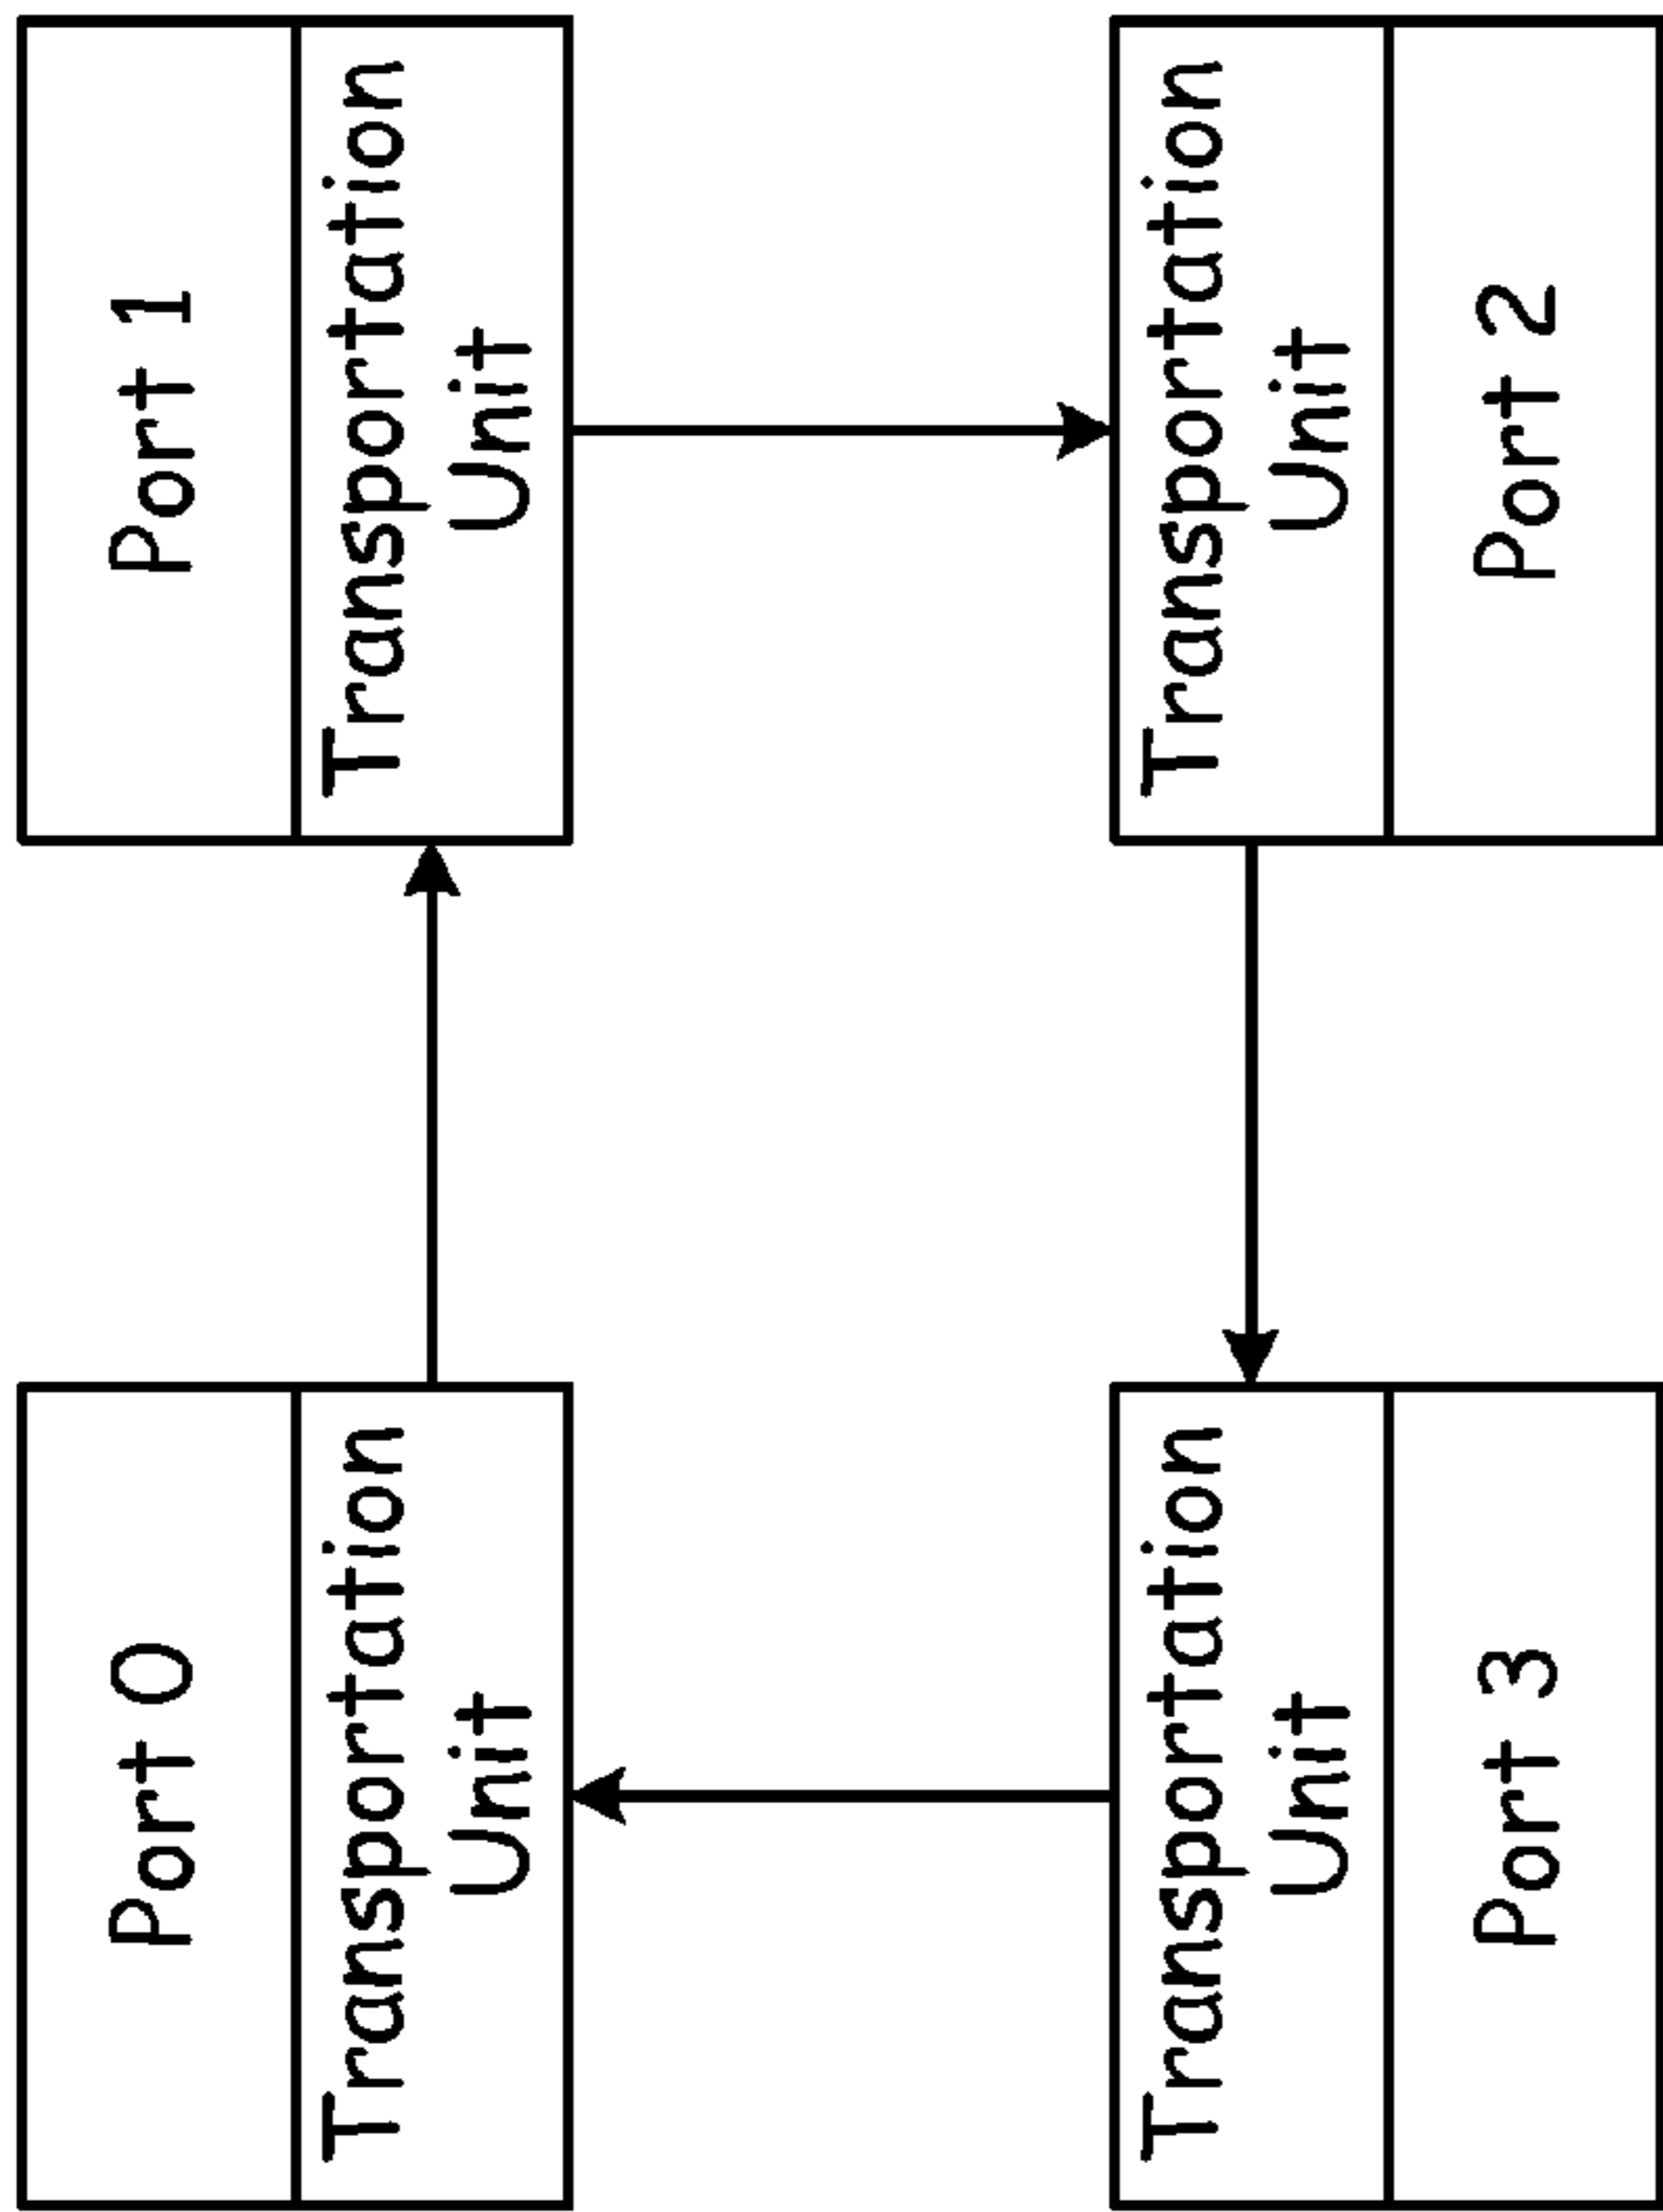 Port 0
Transportation
Unit
Port 1
Transportation
Unit
Transportation
Unit
Port 3
Transportation
Unit
Port 2